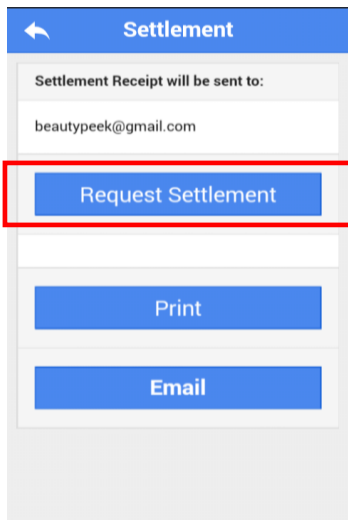 Settlement
Settlement Receipt will be sent to:
beautypeek@gmail.com
Request Settlement
Print
Email